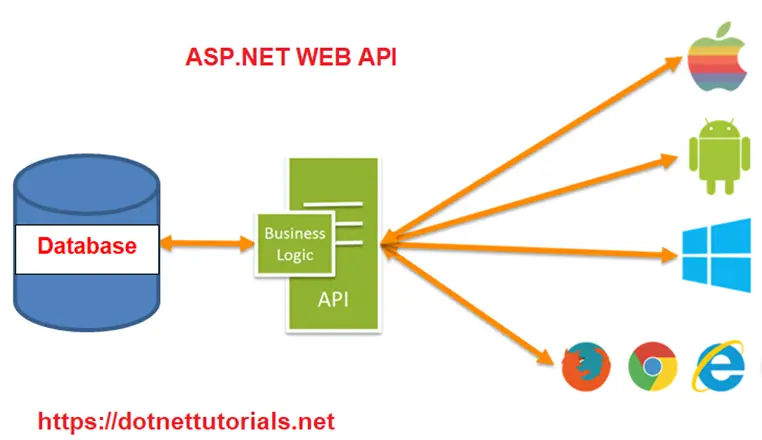 ASP.NET WEB API
Database
Business
Logic
API
https://dotnettutorials.net